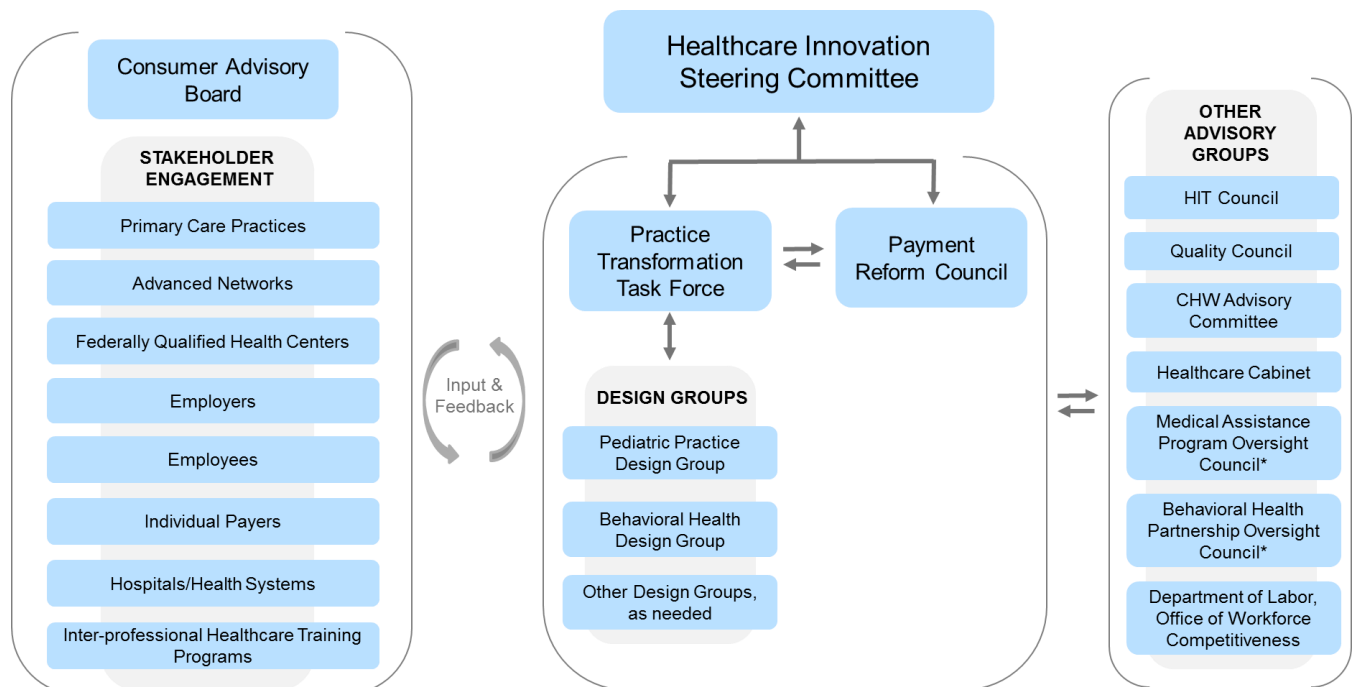 Consumer Advisory
Board
STAKEHOLDER
ENGAGEMENT
Primary Care Practices
Advanced Networks
Federally Qualified Health Centers
Employers
Employees
Individual Payers
Hospitals/Health Systems
Inter-professional Healthcare Training
Programs
Input &
Feedback
Healthcare Innovation
Steering Committee
Practice
Transformation
Task Force
Payment
Reform Council
DESIGN GROUPS
Pediatric Practice
Design Group
Behavioral Health
Design Group
Other Design Groups,
as needed
OTHER
ADVISORY
GROUPS
HIT Council
Quality Council
CHW Advisory
Committee
Healthcare Cabinet
Medical Assistance
Program Oversight
Council*
Behavioral Health
Partnership Oversight
Council*
Department of Labor,
Office of Workforce
Competitiveness